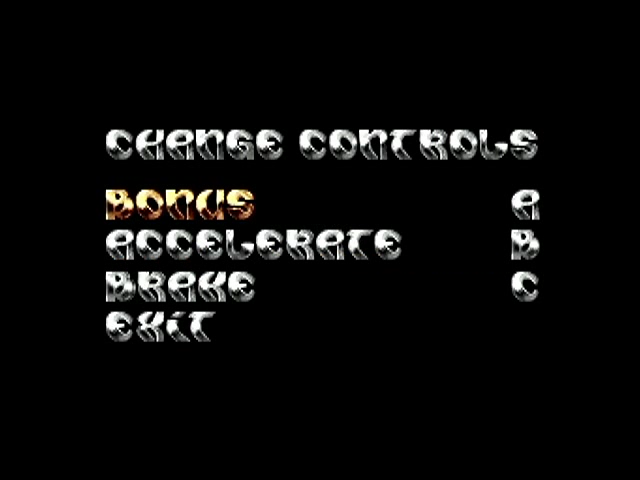 CHANGE CONTROLS
BONUS A
ACCELERATE B
BRAKE C
EXiT